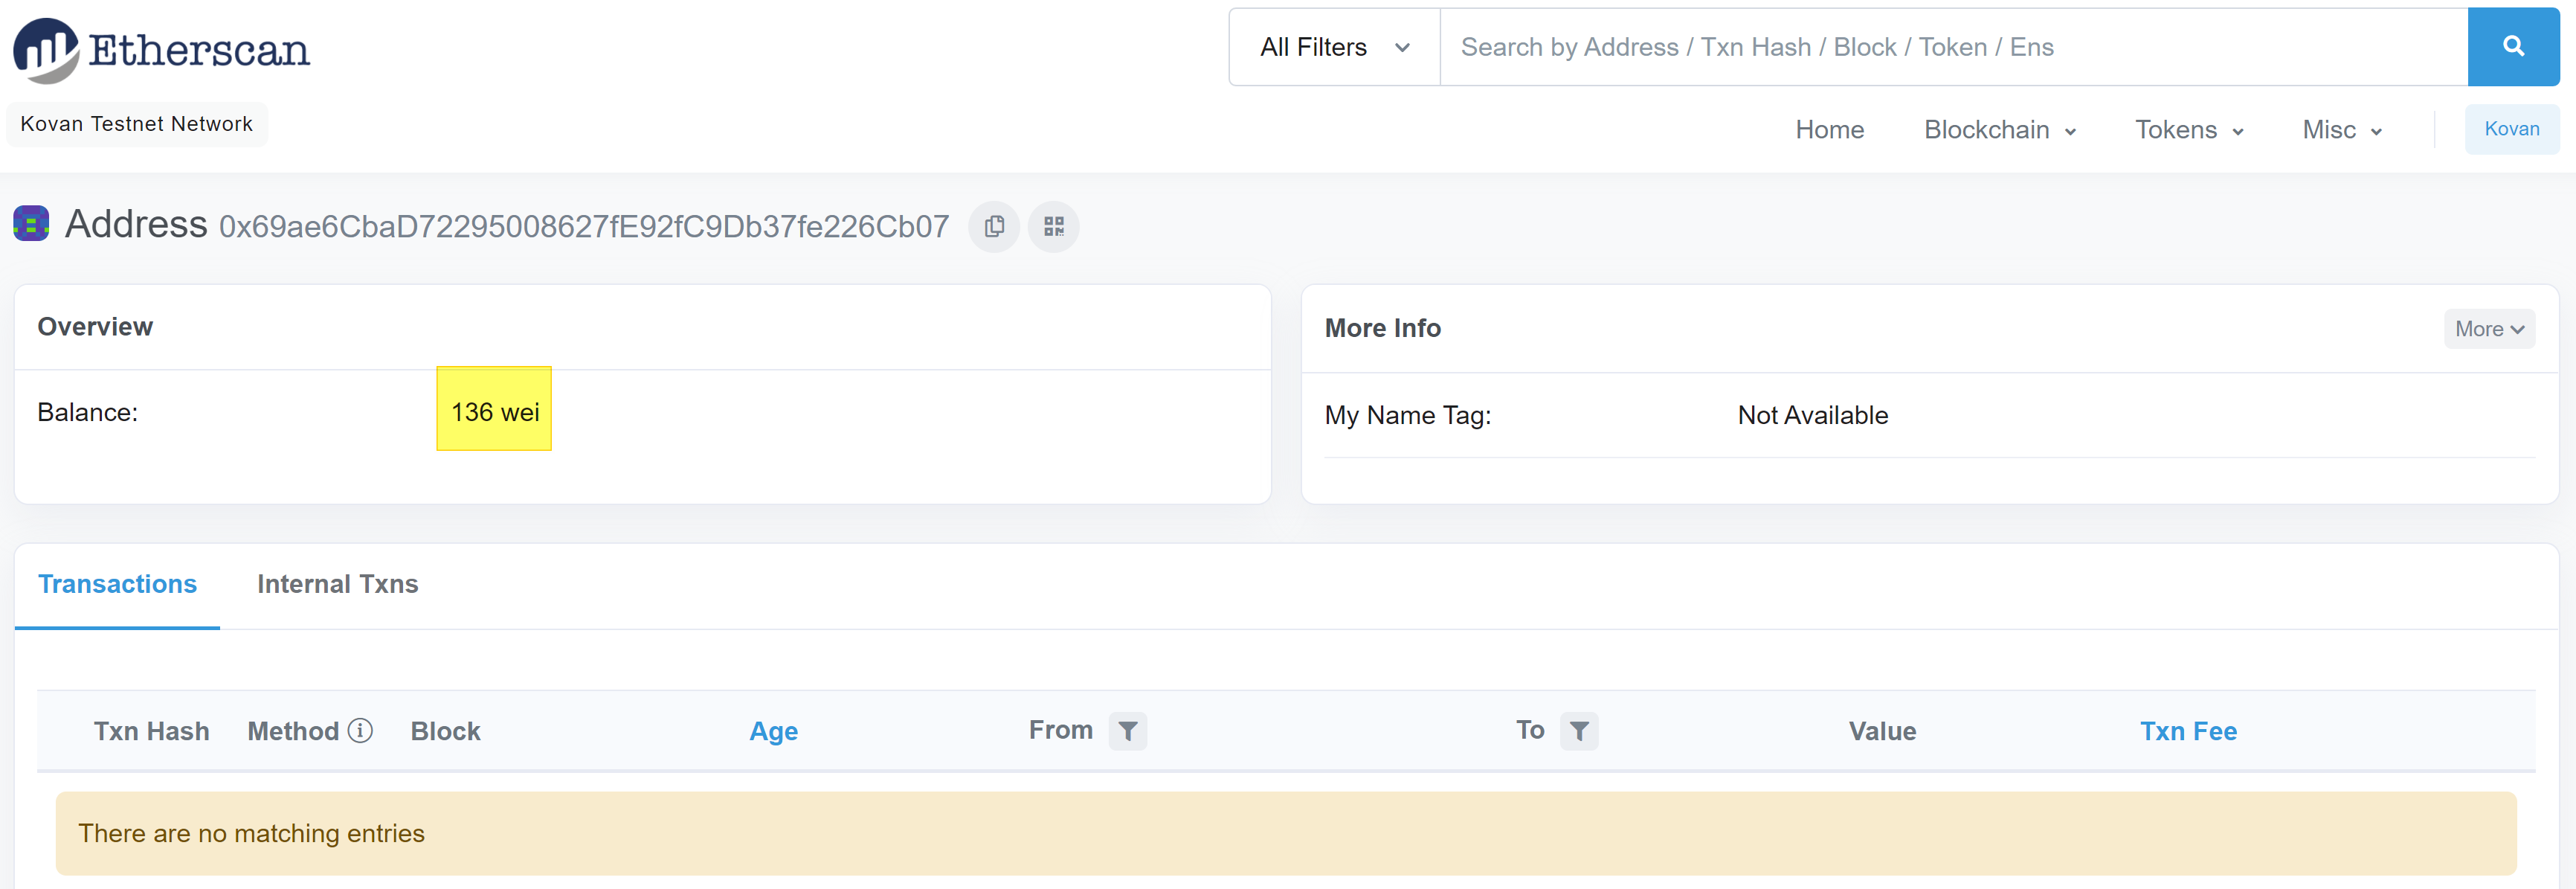 Etherscan
All Filters
Search by Address / Txn Hash / Block / Token / Ens
Kovan Testnet Network
Home Blockchain Tokens Misc Kovan
Address 0x69ae6CbaD72295008627fE92fC9Db37fe226Cb07
Overview
Balance: 136 wei
More Info More
My Name Tag: Not Available
Transactions Internal Txns
Txn Hash Method Block Age From To Value Txn Fee
There are no matching entries